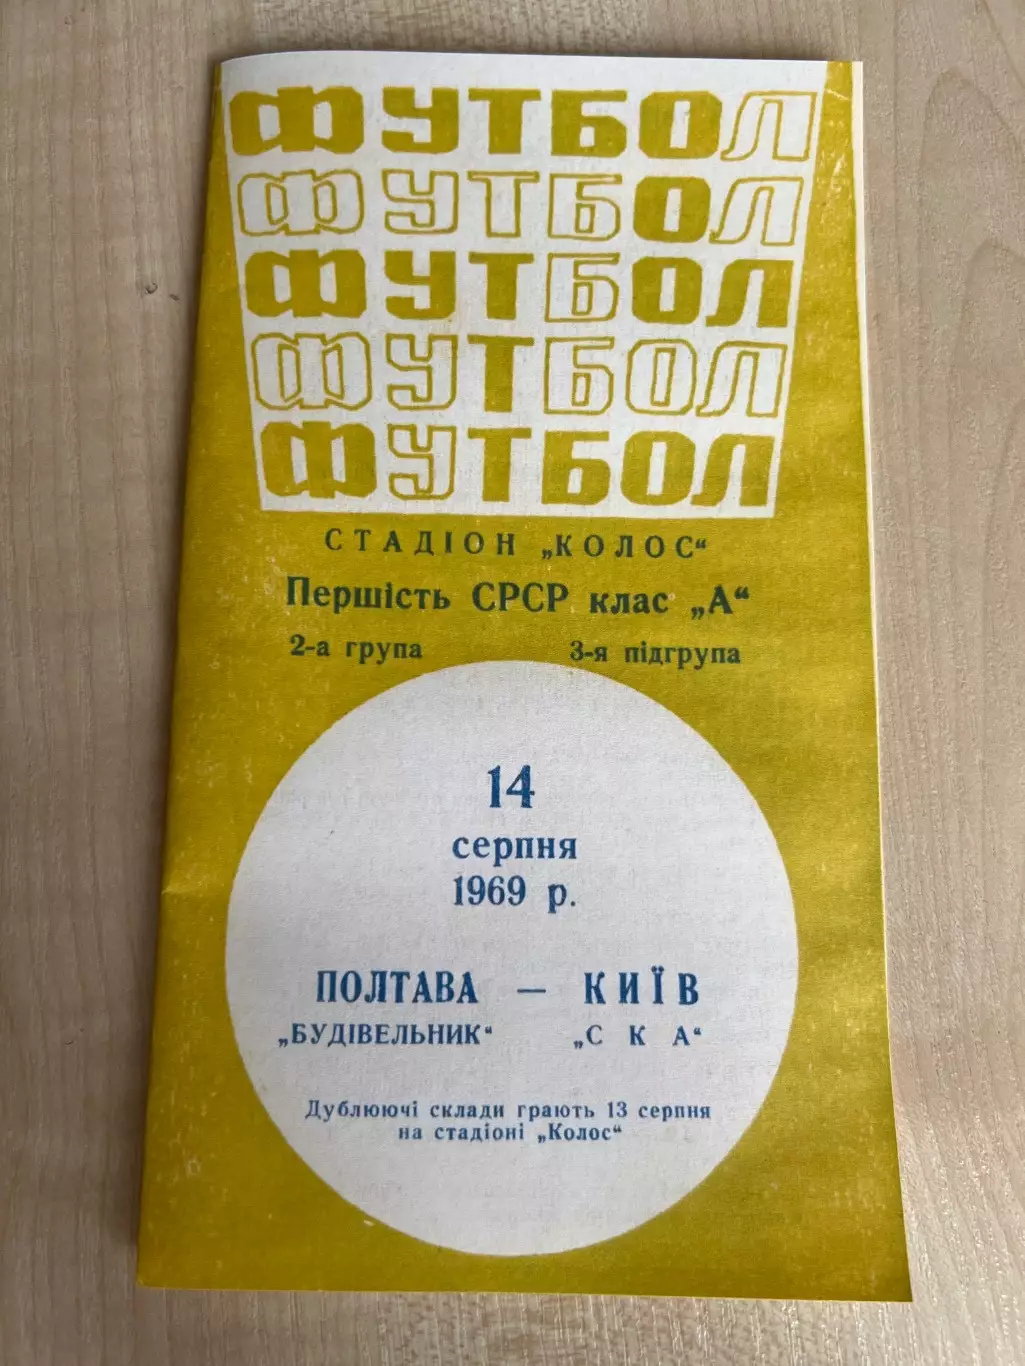 ФУТБОЛ
ФУТБОЛ
ФУТБОЛ
ФУТБОЛ
ФУТБОЛ
СТАДІОН „КОЛОС“
Першість СРСР клас „А“
2-а група 3-я підгрупа
14
серпня
1969 р.
ПОЛТАВА — КИЇВ
„БУДІВЕЛЬНИК“ „СКА“
Дублюючі склади грають 13 серпня
на стадіоні „Колос“